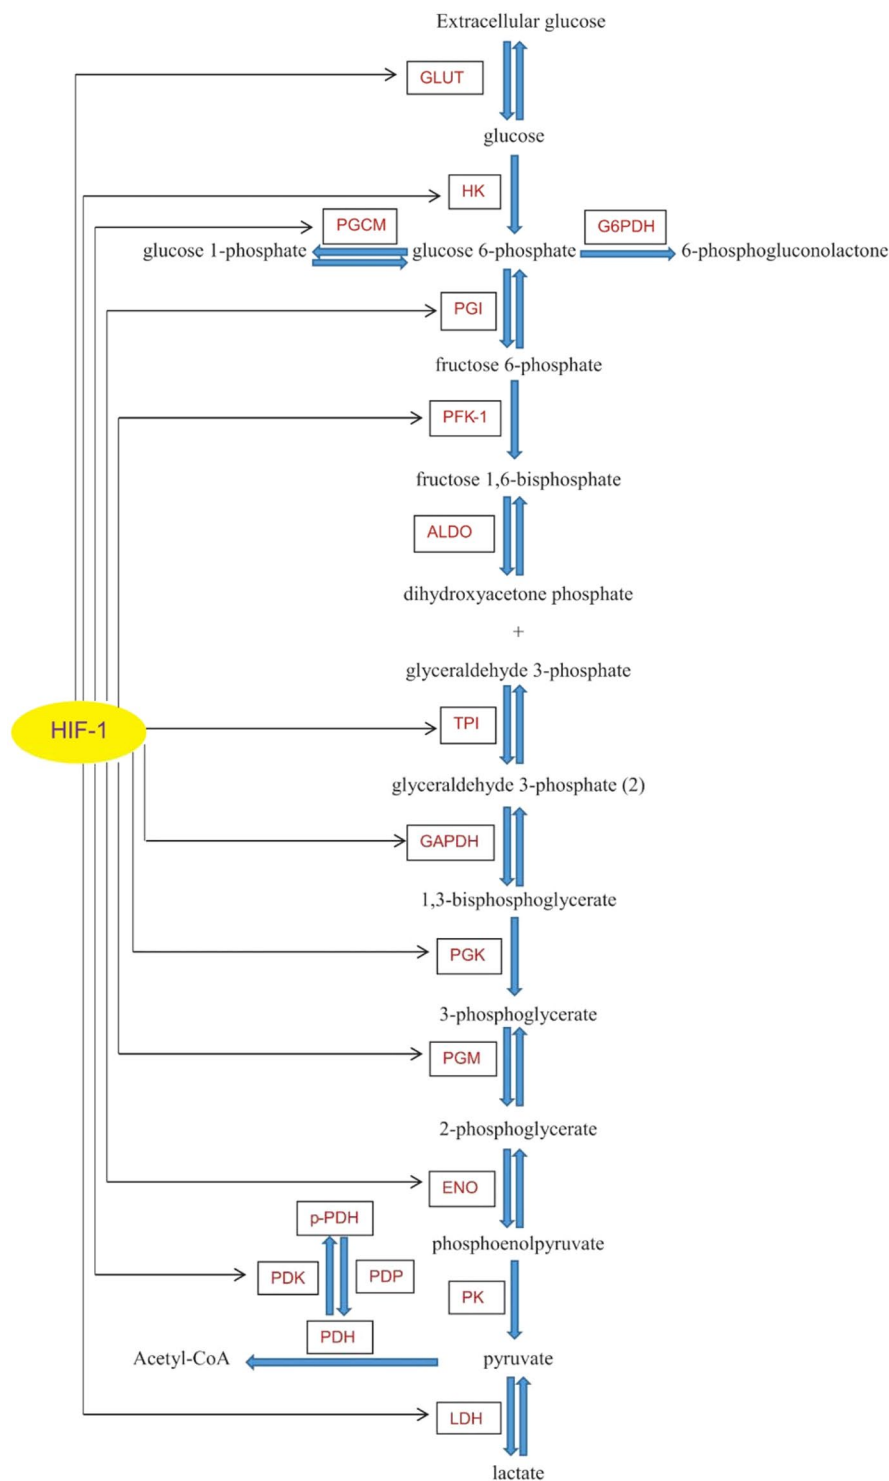 Extracellular glucose
GLUT
glucose
HK
PGCM
G6PDH
glucose 1-phosphate
glucose 6-phosphate
6-phosphogluconolactone
PGI
fructose 6-phosphate
PFK-1
fructose 1,6-bisphosphate
ALDO
dihydroxyacetone phosphate
+
glyceraldehyde 3-phosphate
HIF-1
TPI
glyceraldehyde 3-phosphate (2)
GAPDH
1,3-bisphosphoglycerate
PGK
3-phosphoglycerate
PGM
2-phosphoglycerate
ENO
p-PDH
phosphoenolpyruvate
PDK
PDP
PK
PDH
Acetyl-CoA
pyruvate
LDH
lactate